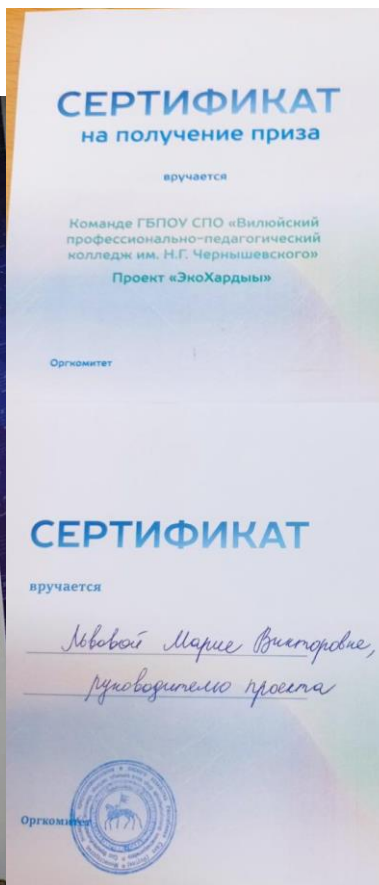 СЕРТИФИКАТ
на получение приза
вручается
Команде ГБПОУ СПО «Вилюйский
профессионально-педагогический
колледж им. Н.Г. Чернышевского»
Проект «ЭкоХардыы»
Оргкомитет
СЕРТИФИКАТ
вручается
Львовой Марие Викторовне,
руководителю проекта
Оргкомитет